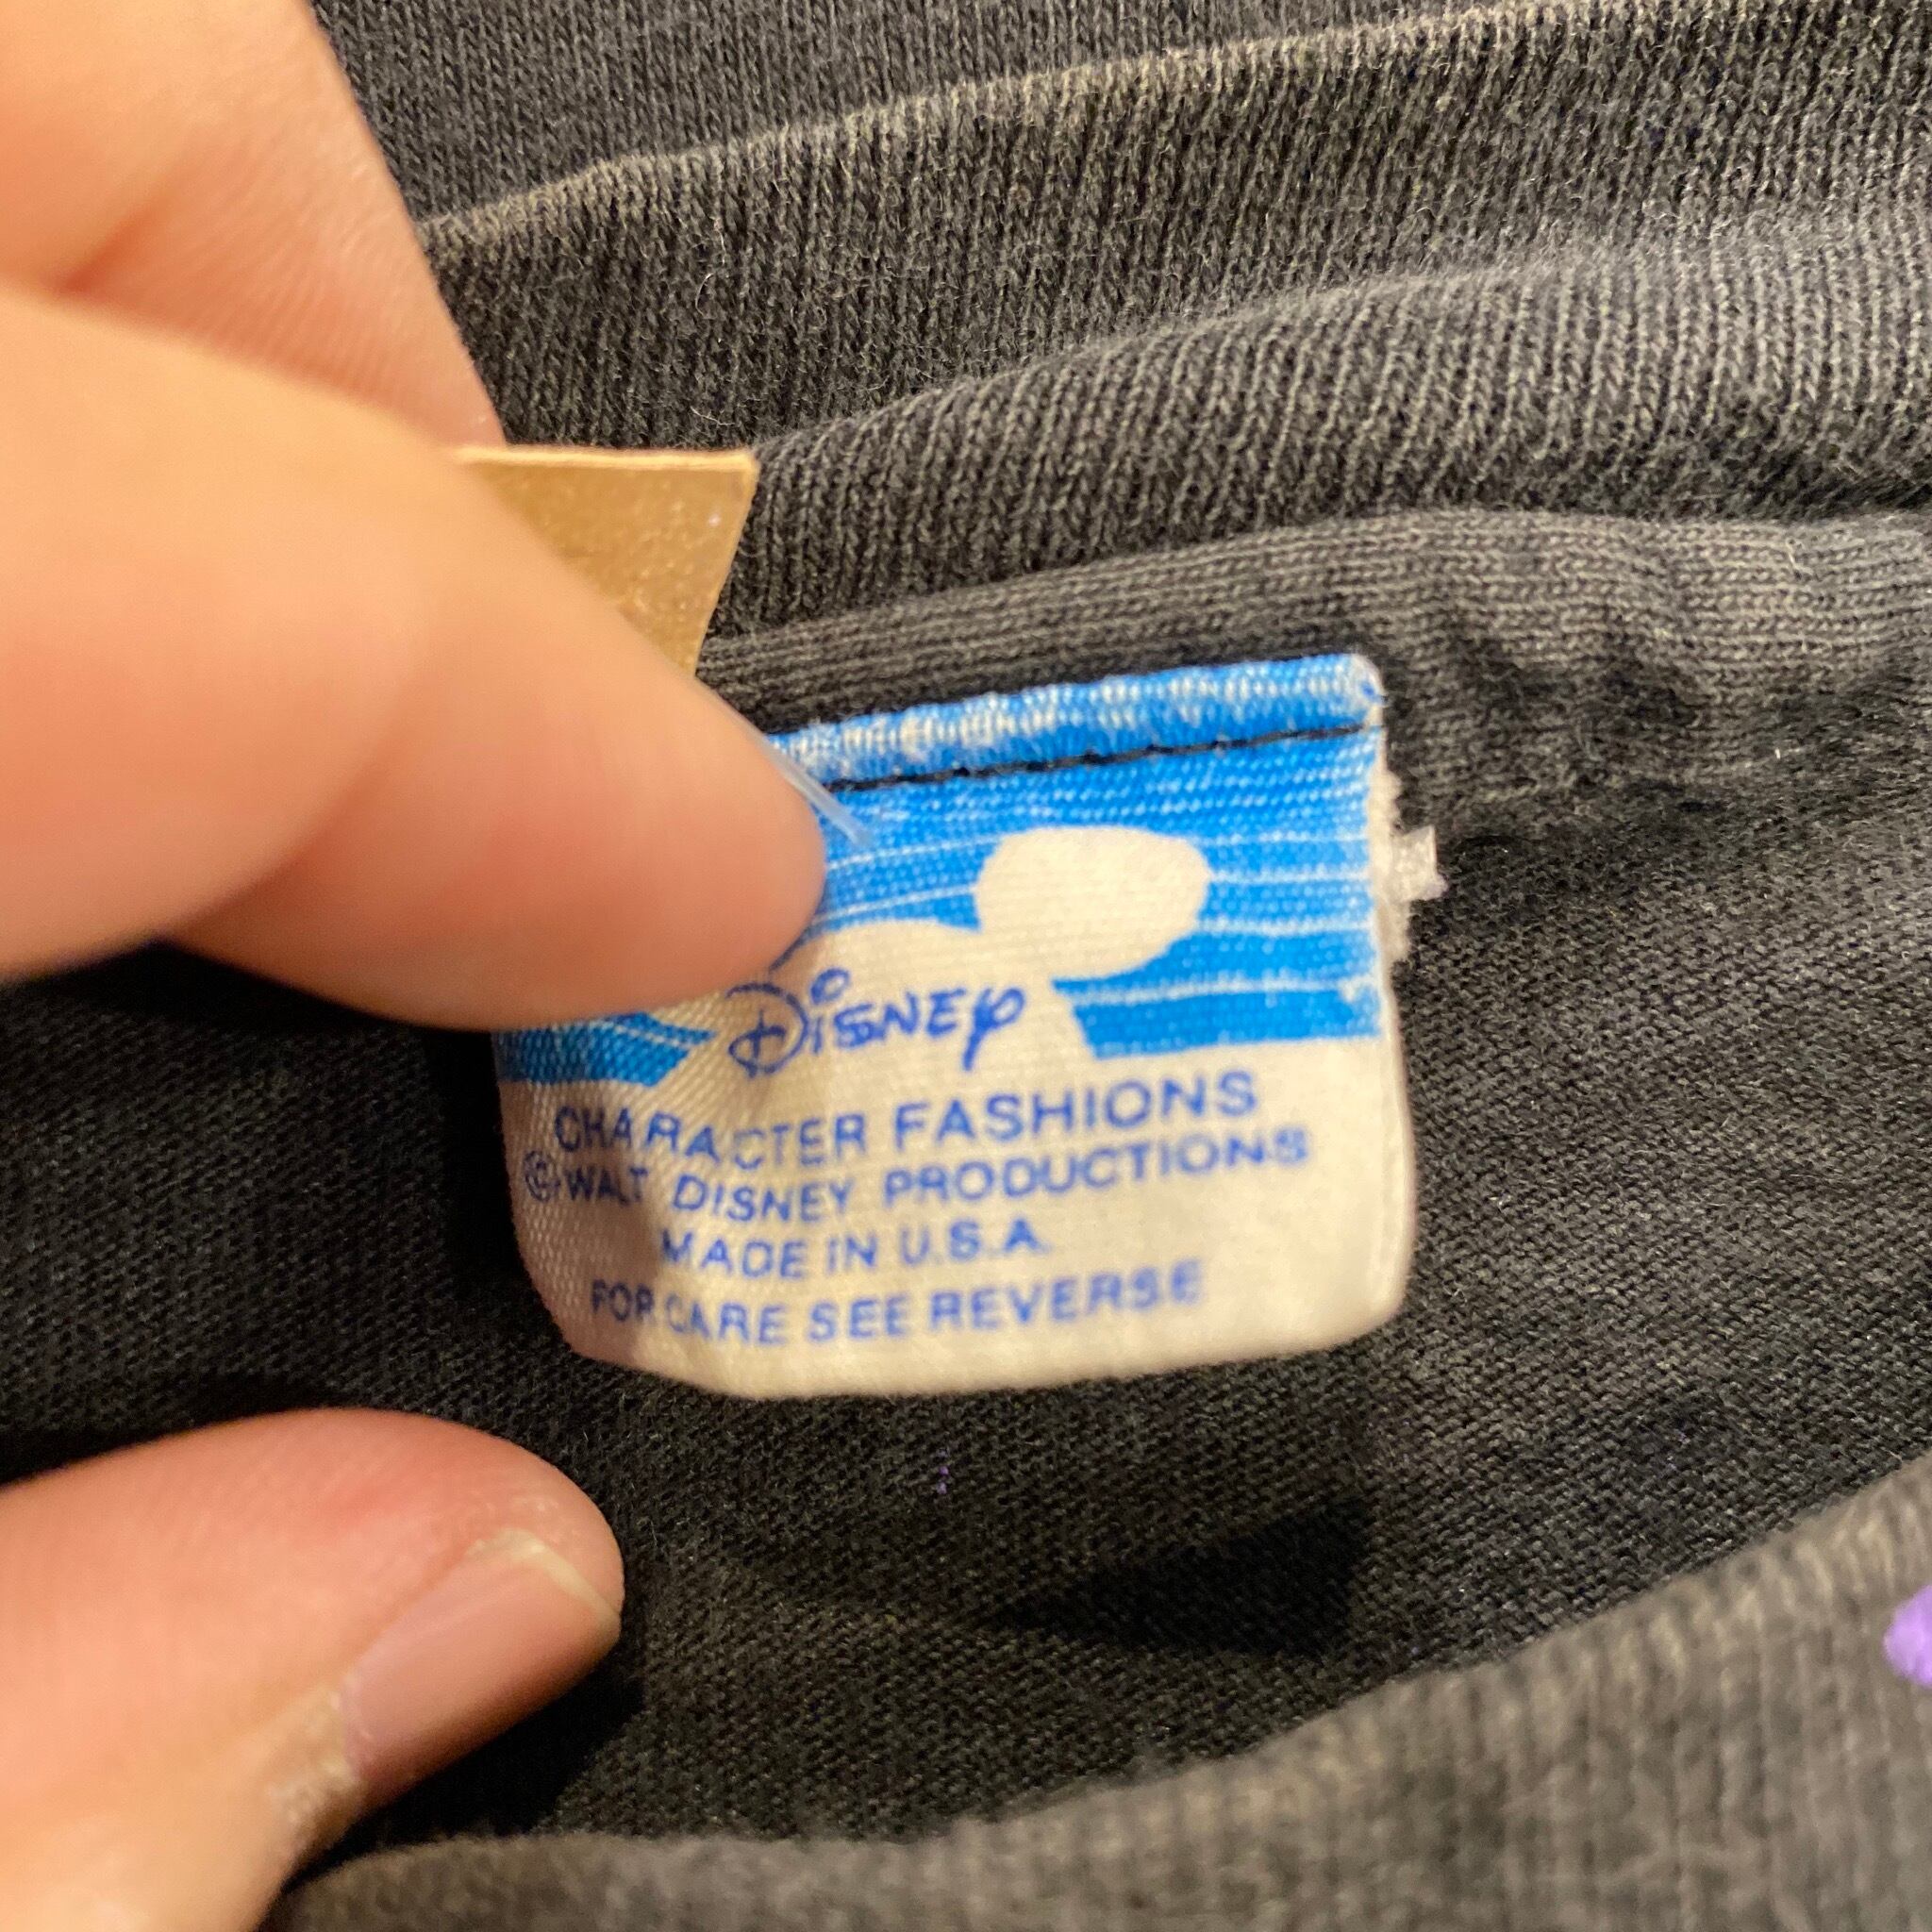 Disney
CHARACTER FASHIONS
© WALT DISNEY PRODUCTIONS
MADE IN U.S.A.
FOR CARE SEE REVERSE